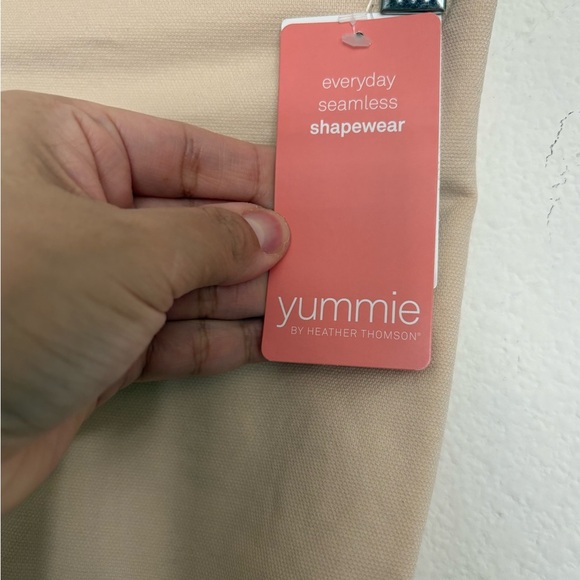 everyday
seamless
shapewear
yummie
BY HEATHER THOMSON®